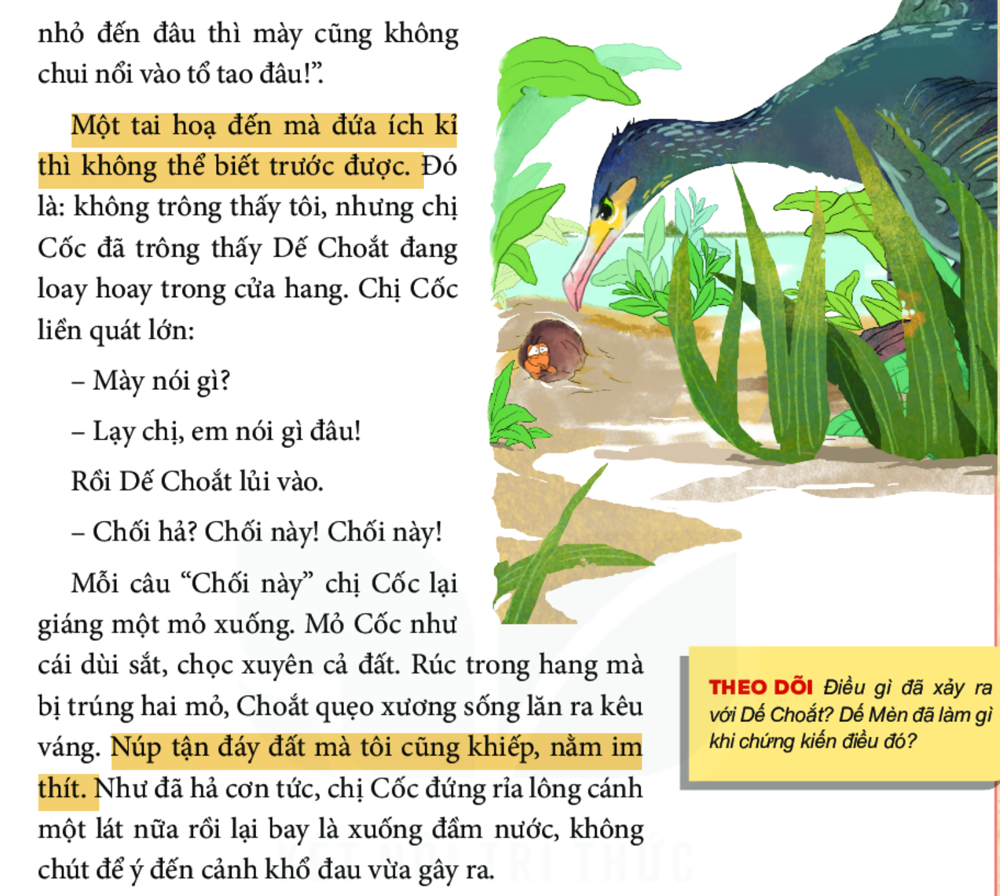 nhỏ đến đâu thì mày cũng không
chui nổi vào tổ tao đâu!”.
Một tai hoạ đến mà đứa ích kỉ
thì không thể biết trước được. Đó
là: không trông thấy tôi, nhưng chị
Cốc đã trông thấy Dế Choắt đang
loay hoay trong cửa hang. Chị Cốc
liền quát lớn:
– Mày nói gì?
– Lạy chị, em nói gì đâu!
Rồi Dế Choắt lủi vào.
– Chối hả? Chối này! Chối này!
Mỗi câu “Chối này” chị Cốc lại
giáng một mỏ xuống. Mỏ Cốc như
cái dùi sắt, chọc xuyên cả đất. Rúc trong hang mà
bị trúng hai mỏ, Choắt quẹo xương sống lăn ra kêu
váng. Núp tận đáy đất mà tôi cũng khiếp, nằm im
thít. Như đã hả cơn tức, chị Cốc đứng rỉa lông cánh
một lát nữa rồi lại bay là xuống đầm nước, không
chút để ý đến cảnh khổ đau vừa gây ra.
THEO DÕI Điều gì đã xảy ra
với Dế Choắt? Dế Mèn đã làm gì
khi chứng kiến điều đó?
KẾT NỐI TRI THỨC